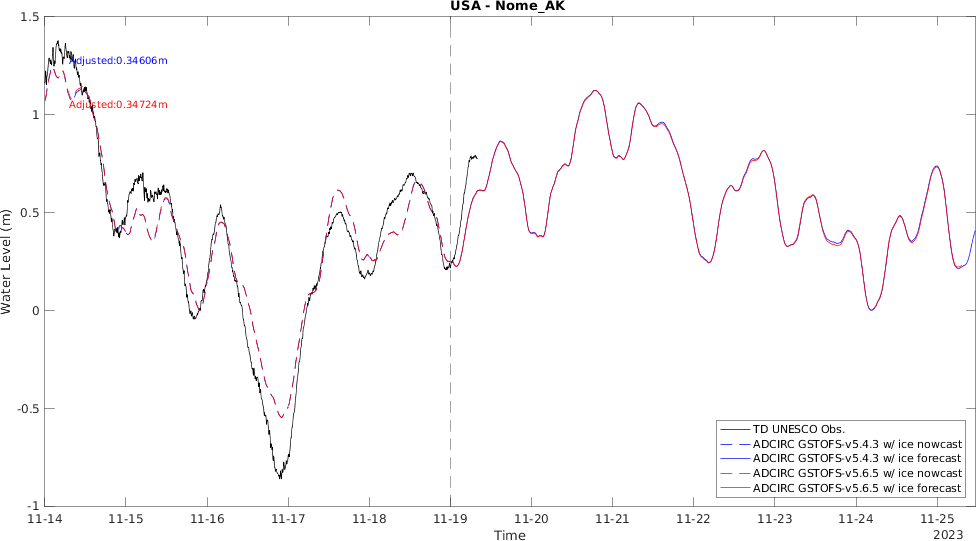 USA - Nome_AK
1.5
1
0.5
0
-0.5
-1
Water Level (m)
Adjusted:0.34606m
Adjusted:0.34724m
TD UNESCO Obs.
ADCIRC GSTOFS-v5.4.3 w/ ice nowcast
ADCIRC GSTOFS-v5.4.3 w/ ice forecast
ADCIRC GSTOFS-v5.6.5 w/ ice nowcast
ADCIRC GSTOFS-v5.6.5 w/ ice forecast
11-14 11-15 11-16 11-17 11-18 11-19 11-20 11-21 11-22 11-23 11-24 11-25
Time
2023